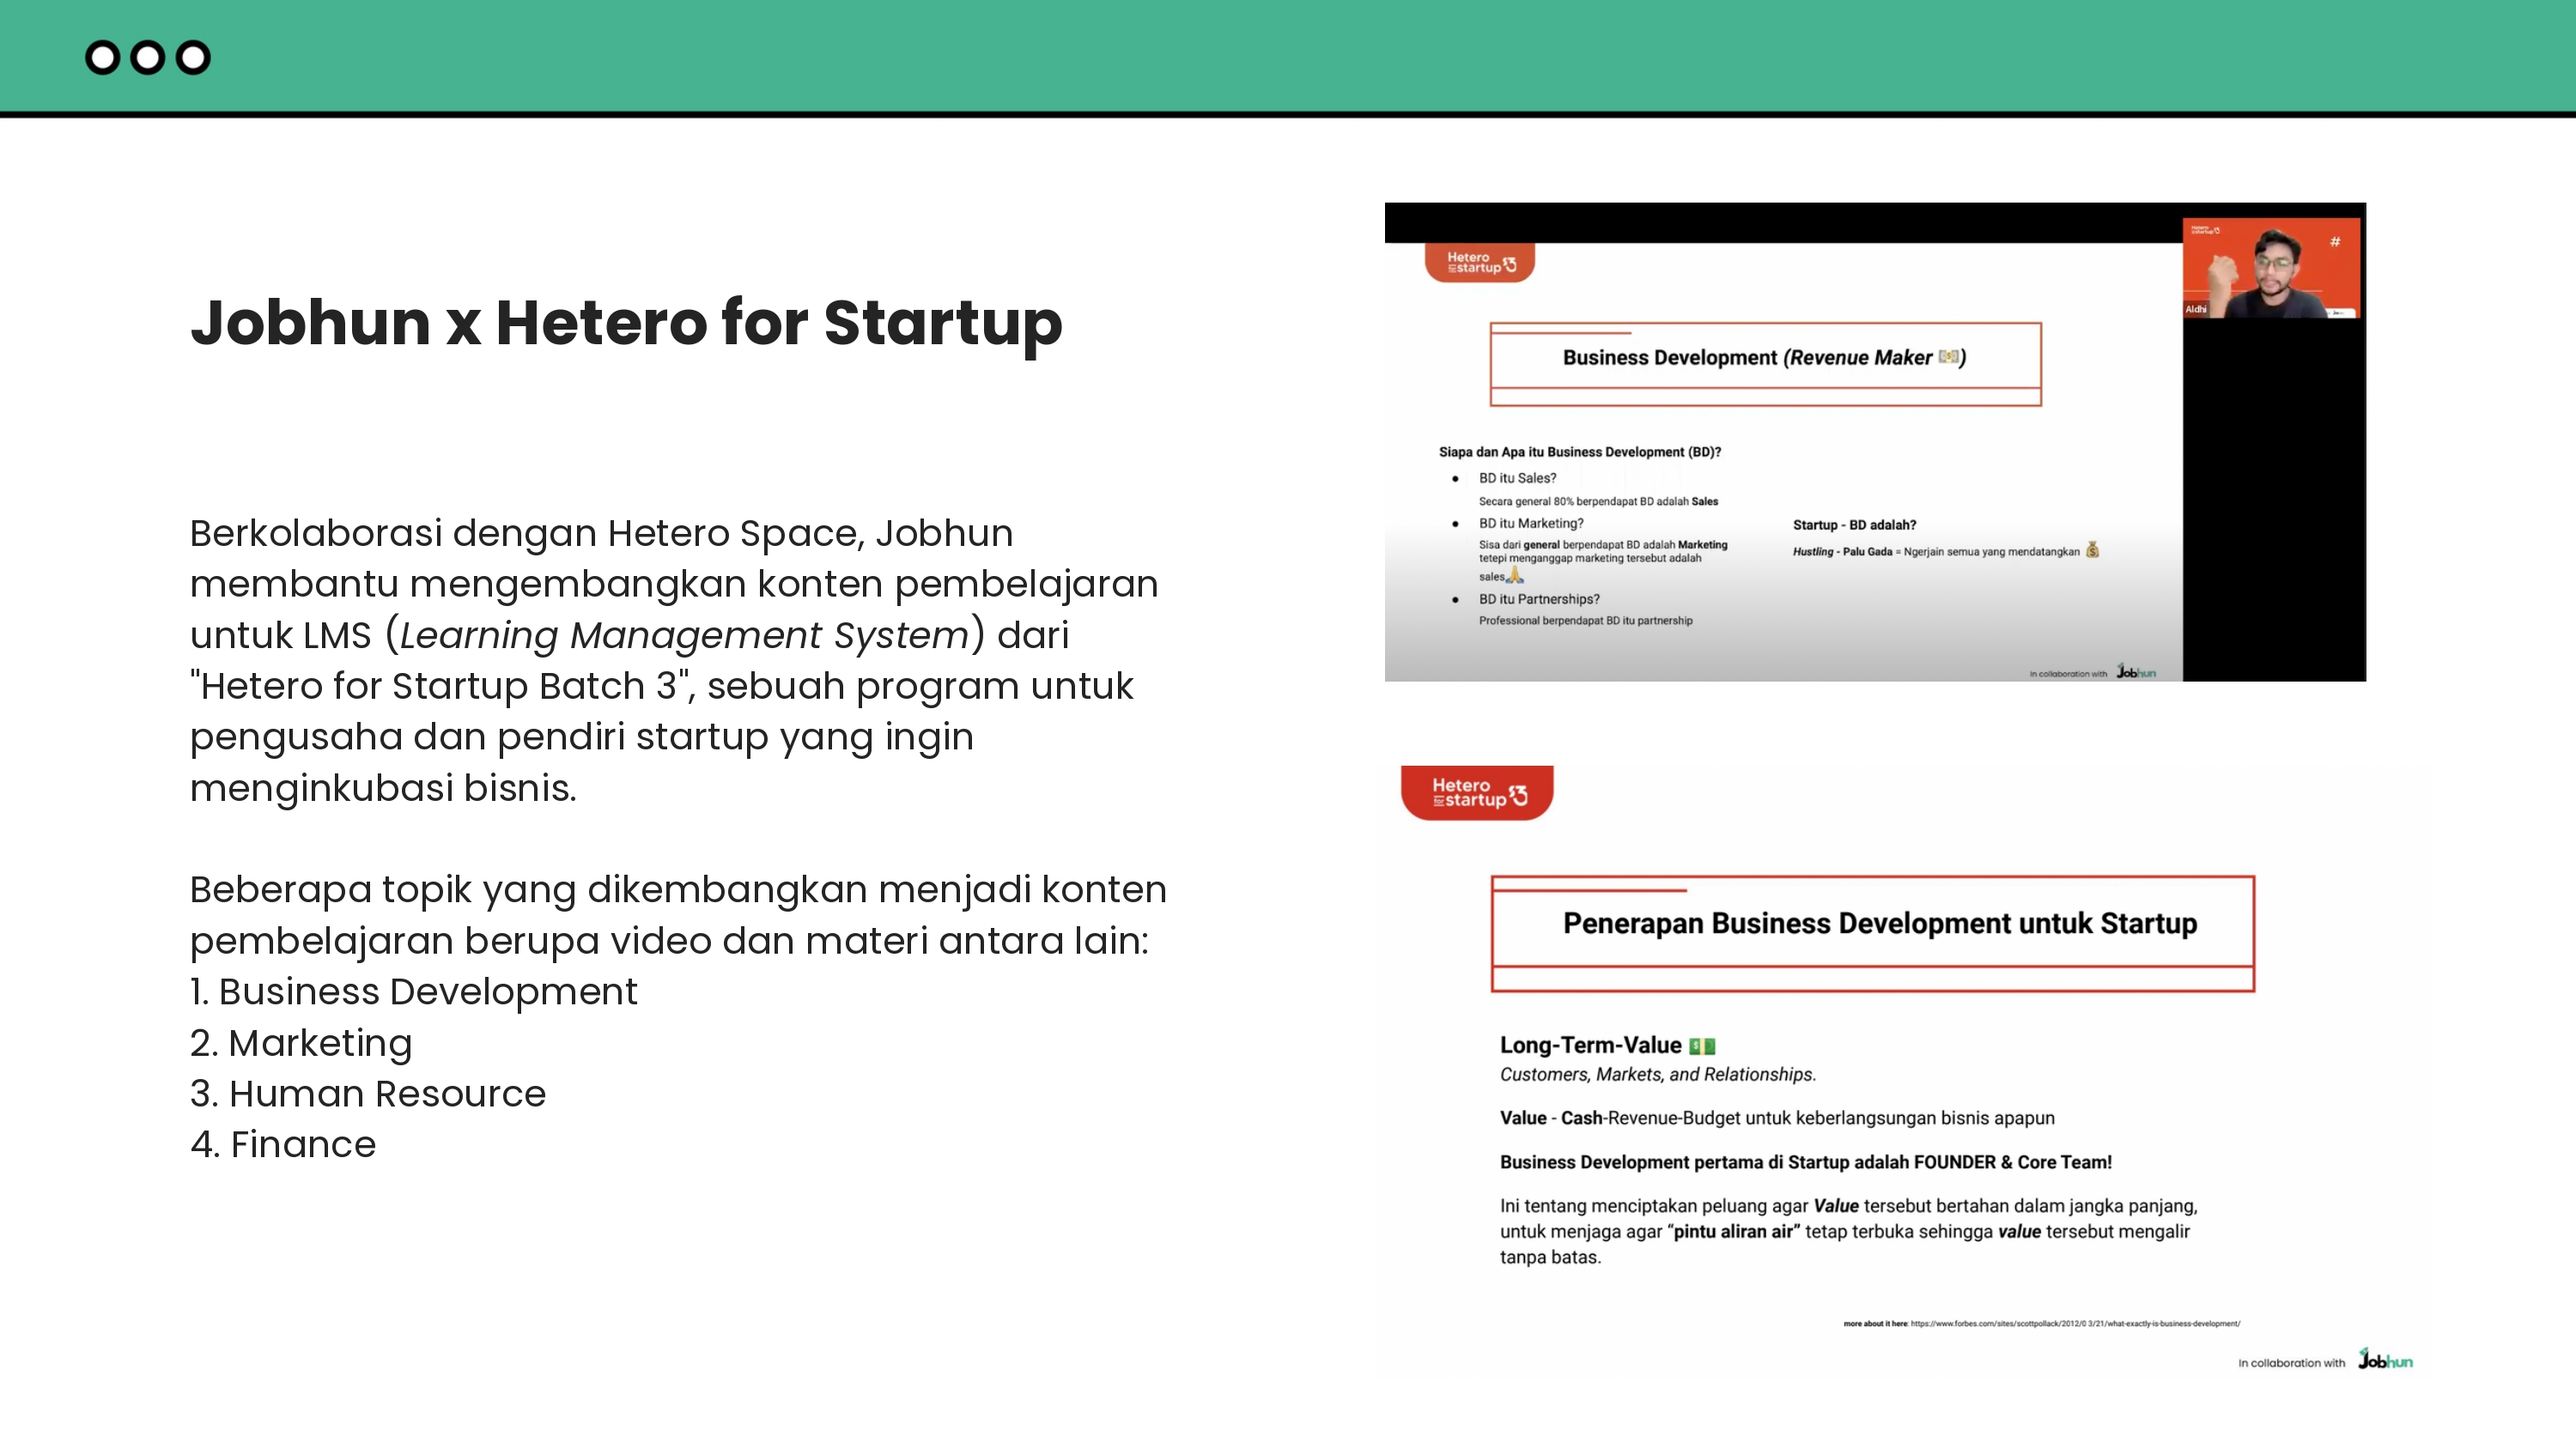 Jobhun x Hetero for Startup
Berkolaborasi dengan Hetero Space, Jobhun
membantu mengembangkan konten pembelajaran
untuk LMS (Learning Management System) dari
"Hetero for Startup Batch 3", sebuah program untuk
pengusaha dan pendiri startup yang ingin
menginkubasi bisnis.
Beberapa topik yang dikembangkan menjadi konten
pembelajaran berupa video dan materi antara lain:
1. Business Development
2. Marketing
3. Human Resource
4. Finance
Hetero
for startup 3
#
Aldhi
Business Development (Revenue Maker 💵)
Siapa dan Apa itu Business Development (BD)?
● BD itu Sales?
Secara general 80% berpendapat BD adalah Sales
● BD itu Marketing?
Sisa dari general berpendapat BD adalah Marketing
tetepi menganggap marketing tersebut adalah
sales🙏
● BD itu Partnerships?
Professional berpendapat BD itu partnership
Startup - BD adalah?
Hustling - Palu Gada = Ngerjain semua yang mendatangkan 💰
In collaboration with Jobhun
Hetero
for startup 3
Penerapan Business Development untuk Startup
Long-Term-Value 💵
Customers, Markets, and Relationships.
Value - Cash-Revenue-Budget untuk keberlangsungan bisnis apapun
Business Development pertama di Startup adalah FOUNDER & Core Team!
Ini tentang menciptakan peluang agar Value tersebut bertahan dalam jangka panjang,
untuk menjaga agar “pintu aliran air” tetap terbuka sehingga value tersebut mengalir
tanpa batas.
more about it here: https://www.forbes.com/sites/scottpollack/2012/0 3/21/what-exactly-is-business-development/
In collaboration with Jobhun